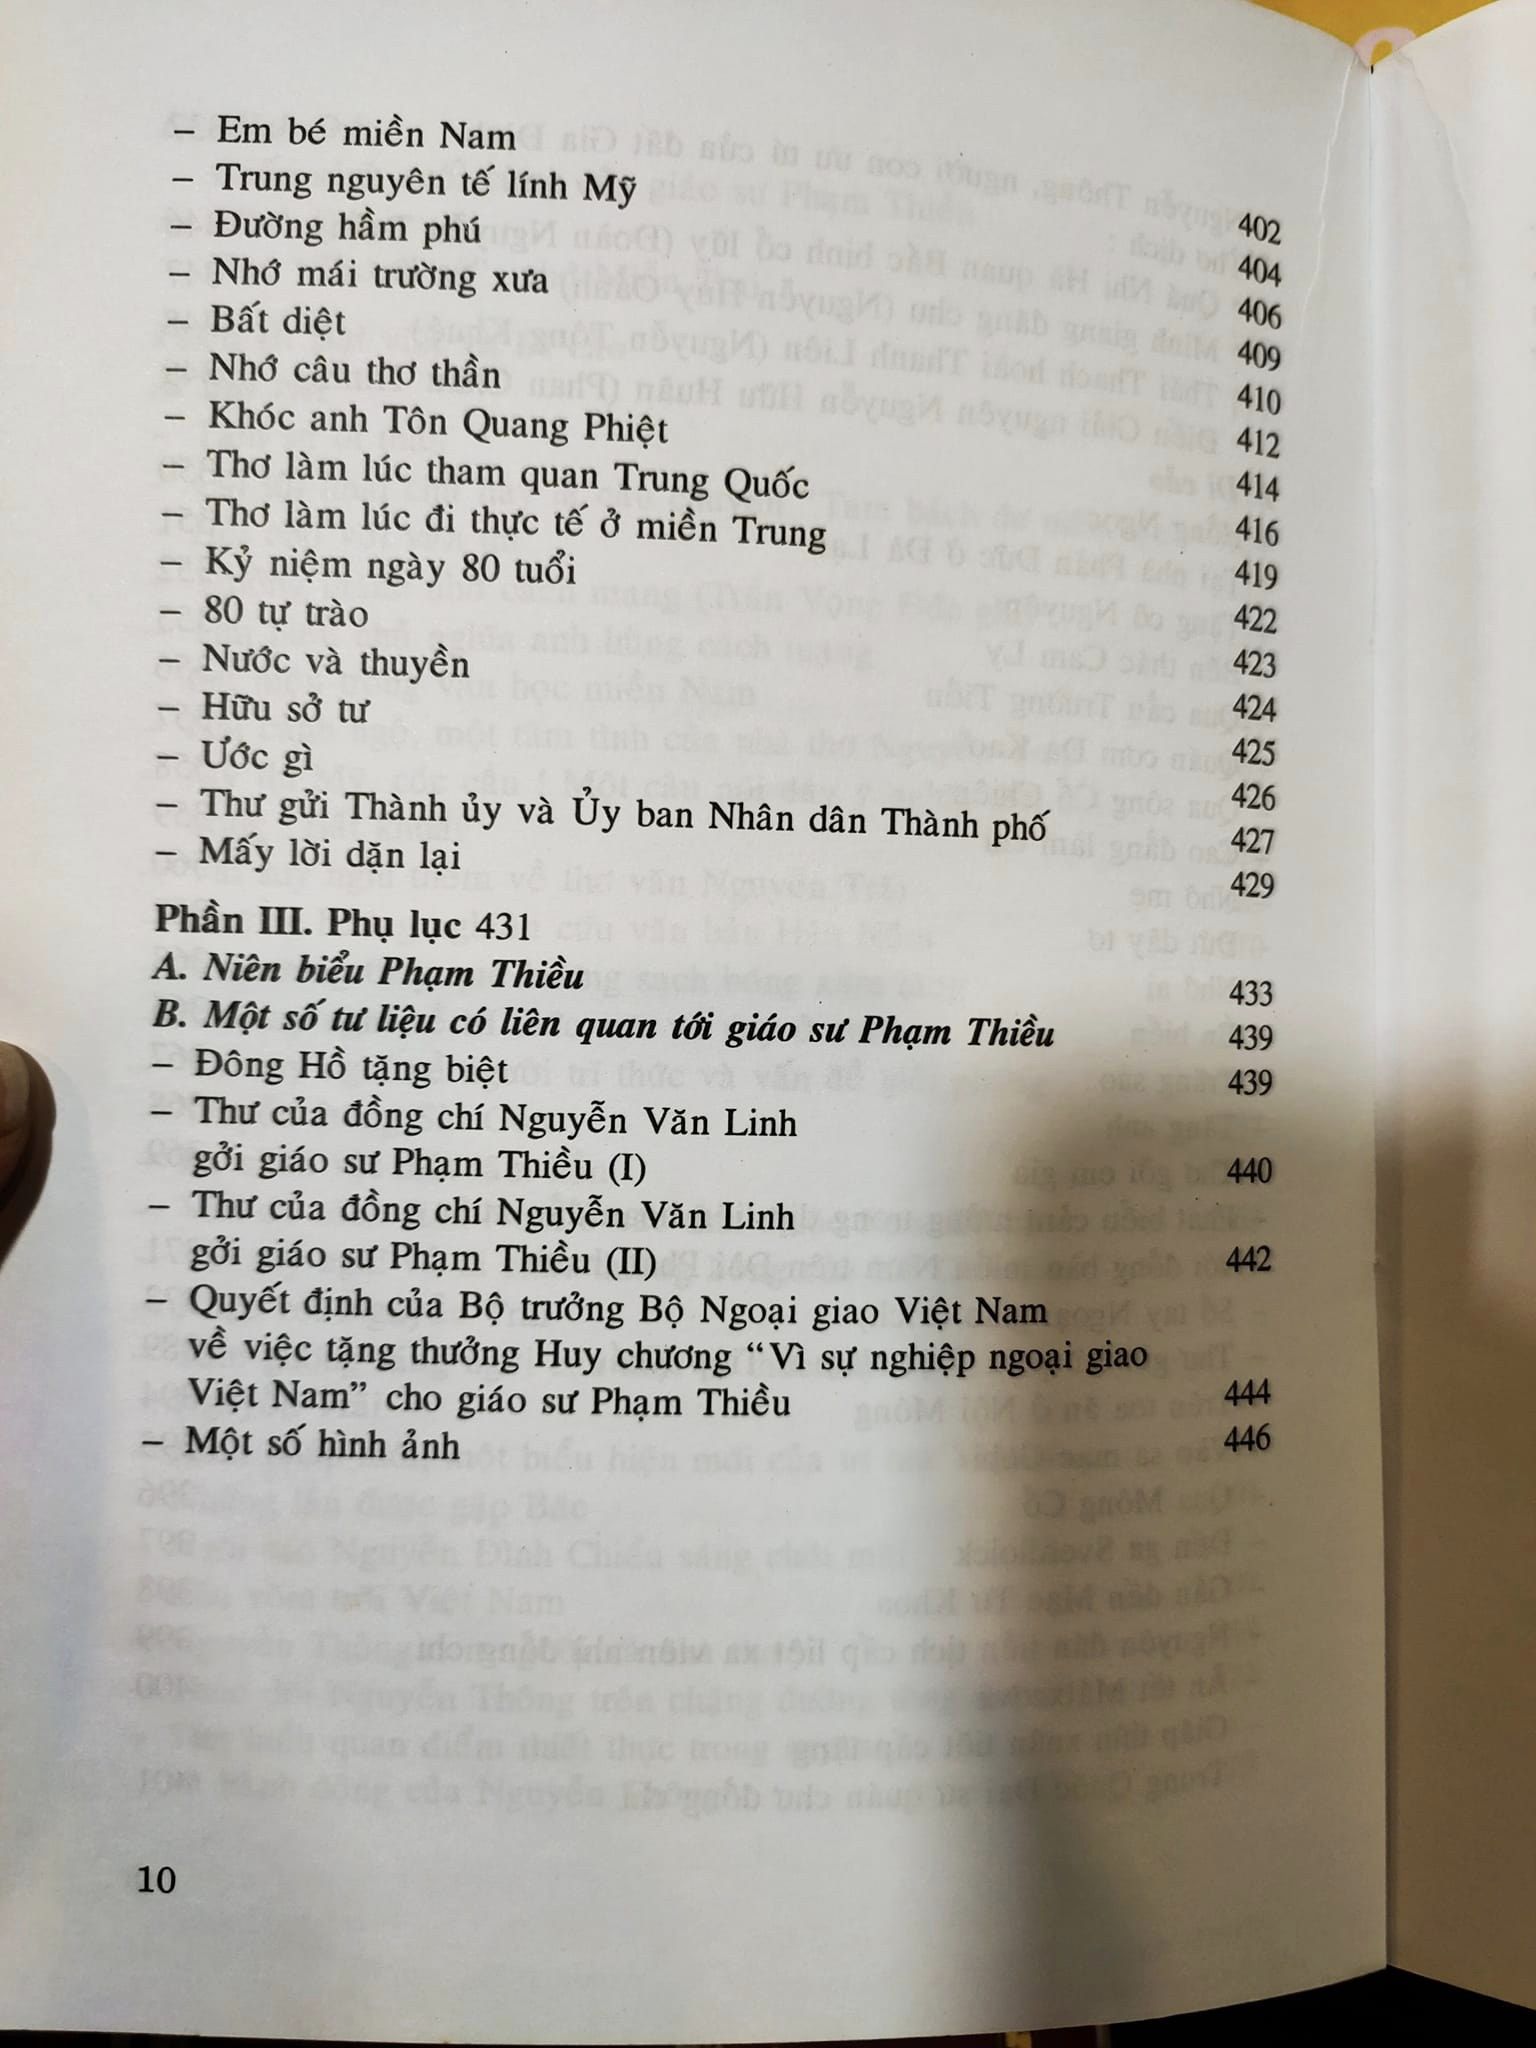 – Em bé miền Nam 402
– Trung nguyên tế lính Mỹ 404
– Đường hầm phú 406
– Nhớ mái trường xưa 409
– Bất diệt 410
– Nhớ câu thơ thần 412
– Khóc anh Tôn Quang Phiệt 414
– Thơ làm lúc tham quan Trung Quốc 416
– Thơ làm lúc đi thực tế ở miền Trung 419
– Kỷ niệm ngày 80 tuổi 422
– 80 tự trào 423
– Nước và thuyền 424
– Hữu sở tư 425
– Ước gì 426
– Thư gửi Thành ủy và Ủy ban Nhân dân Thành phố 427
– Mấy lời dặn lại 429
Phần III. Phụ lục 431
A. Niên biểu Phạm Thiều 433
B. Một số tư liệu có liên quan tới giáo sư Phạm Thiều 439
– Đông Hồ tặng biệt 439
– Thư của đồng chí Nguyễn Văn Linh
gởi giáo sư Phạm Thiều (I) 440
– Thư của đồng chí Nguyễn Văn Linh
gởi giáo sư Phạm Thiều (II) 442
– Quyết định của Bộ trưởng Bộ Ngoại giao Việt Nam
về việc tặng thưởng Huy chương “Vì sự nghiệp ngoại giao
Việt Nam” cho giáo sư Phạm Thiều 444
– Một số hình ảnh 446
10